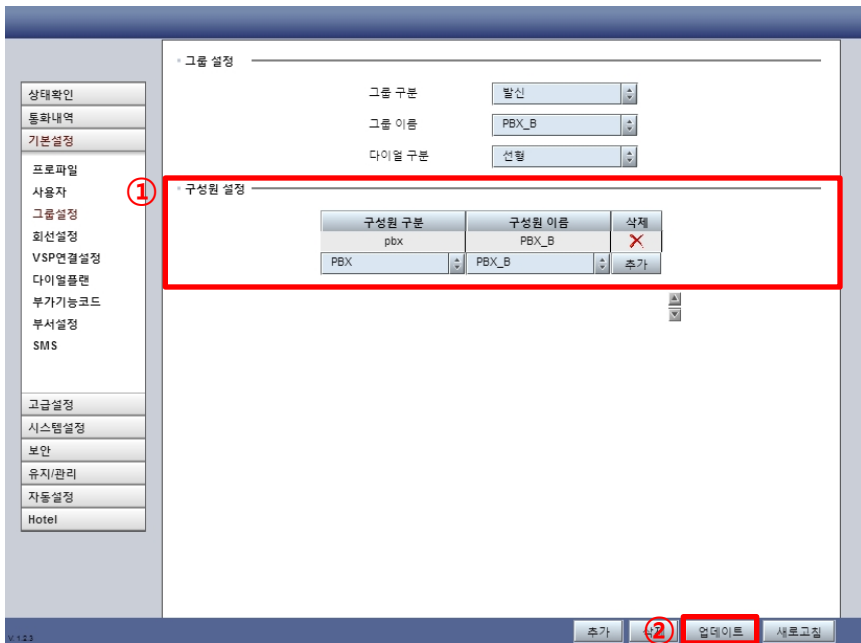 그룹 설정
그룹 구분 발신
그룹 이름 PBX_B
다이얼 구분 선형
상태확인
통화내역
기본설정
프로파일
사용자
그룹설정
회선설정
VSP연결설정
다이얼플랜
부가기능코드
부서설정
SMS
고급설정
시스템설정
보안
유지/관리
자동설정
Hotel
① 구성원 설정
구성원 구분 구성원 이름 삭제
pbx PBX_B
PBX PBX_B 추가
V. 1.2.3
추가 삭제 ② 업데이트 새로고침